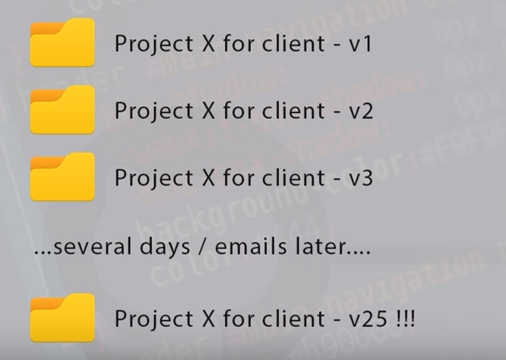 Project X for client - v1
Project X for client - v2
Project X for client - v3
...several days / emails later....
Project X for client - v25 !!!